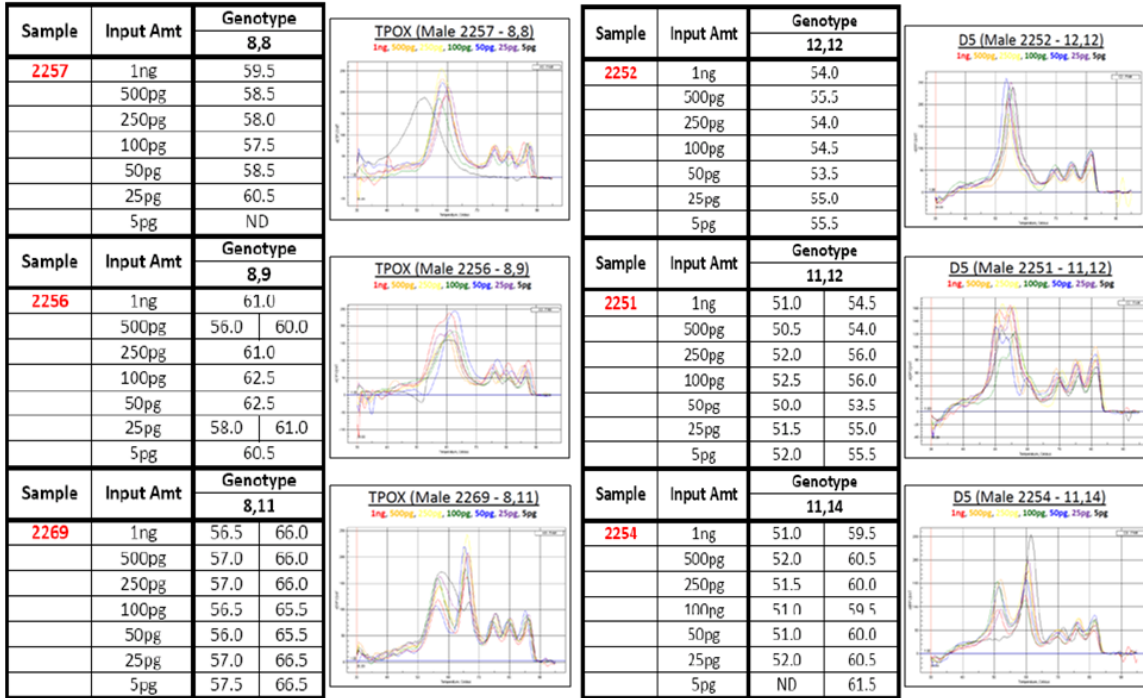 Sample Input Amt Genotype
8,8
2257 1ng 59.5
500pg 58.5
250pg 58.0
100pg 57.5
50pg 58.5
25pg 60.5
5pg ND
Sample Input Amt Genotype
8,9
2256 1ng 61.0
500pg 56.0 60.0
250pg 61.0
100pg 62.5
50pg 62.5
25pg 58.0 61.0
5pg 60.5
Sample Input Amt Genotype
8,11
2269 1ng 56.5 66.0
500pg 57.0 66.0
250pg 57.0 66.0
100pg 56.5 65.5
50pg 56.0 65.5
25pg 57.0 66.5
5pg 57.5 66.5
TPOX (Male 2257 - 8,8)
1ng, 500pg, 250pg, 100pg, 50pg, 25pg, 5pg
TPOX (Male 2256 - 8,9)
1ng, 500pg, 250pg, 100pg, 50pg, 25pg, 5pg
TPOX (Male 2269 - 8,11)
1ng, 500pg, 250pg, 100pg, 50pg, 25pg, 5pg
Sample Input Amt Genotype
12,12
2252 1ng 54.0
500pg 55.5
250pg 54.0
100pg 54.5
50pg 53.5
25pg 55.0
5pg 55.5
Sample Input Amt Genotype
11,12
2251 1ng 51.0 54.5
500pg 50.5 54.0
250pg 52.0 56.0
100pg 52.5 56.0
50pg 50.0 53.5
25pg 51.5 55.0
5pg 52.0 55.5
Sample Input Amt Genotype
11,14
2254 1ng 51.0 59.5
500pg 52.0 60.5
250pg 51.5 60.0
100pg 51.0 59.5
50pg 51.0 60.0
25pg 52.0 60.5
5pg ND 61.5
D5 (Male 2252 - 12,12)
1ng, 500pg, 250pg, 100pg, 50pg, 25pg, 5pg
D5 (Male 2251 - 11,12)
1ng, 500pg, 250pg, 100pg, 50pg, 25pg, 5pg
D5 (Male 2254 - 11,14)
1ng, 500pg, 250pg, 100pg, 50pg, 25pg, 5pg